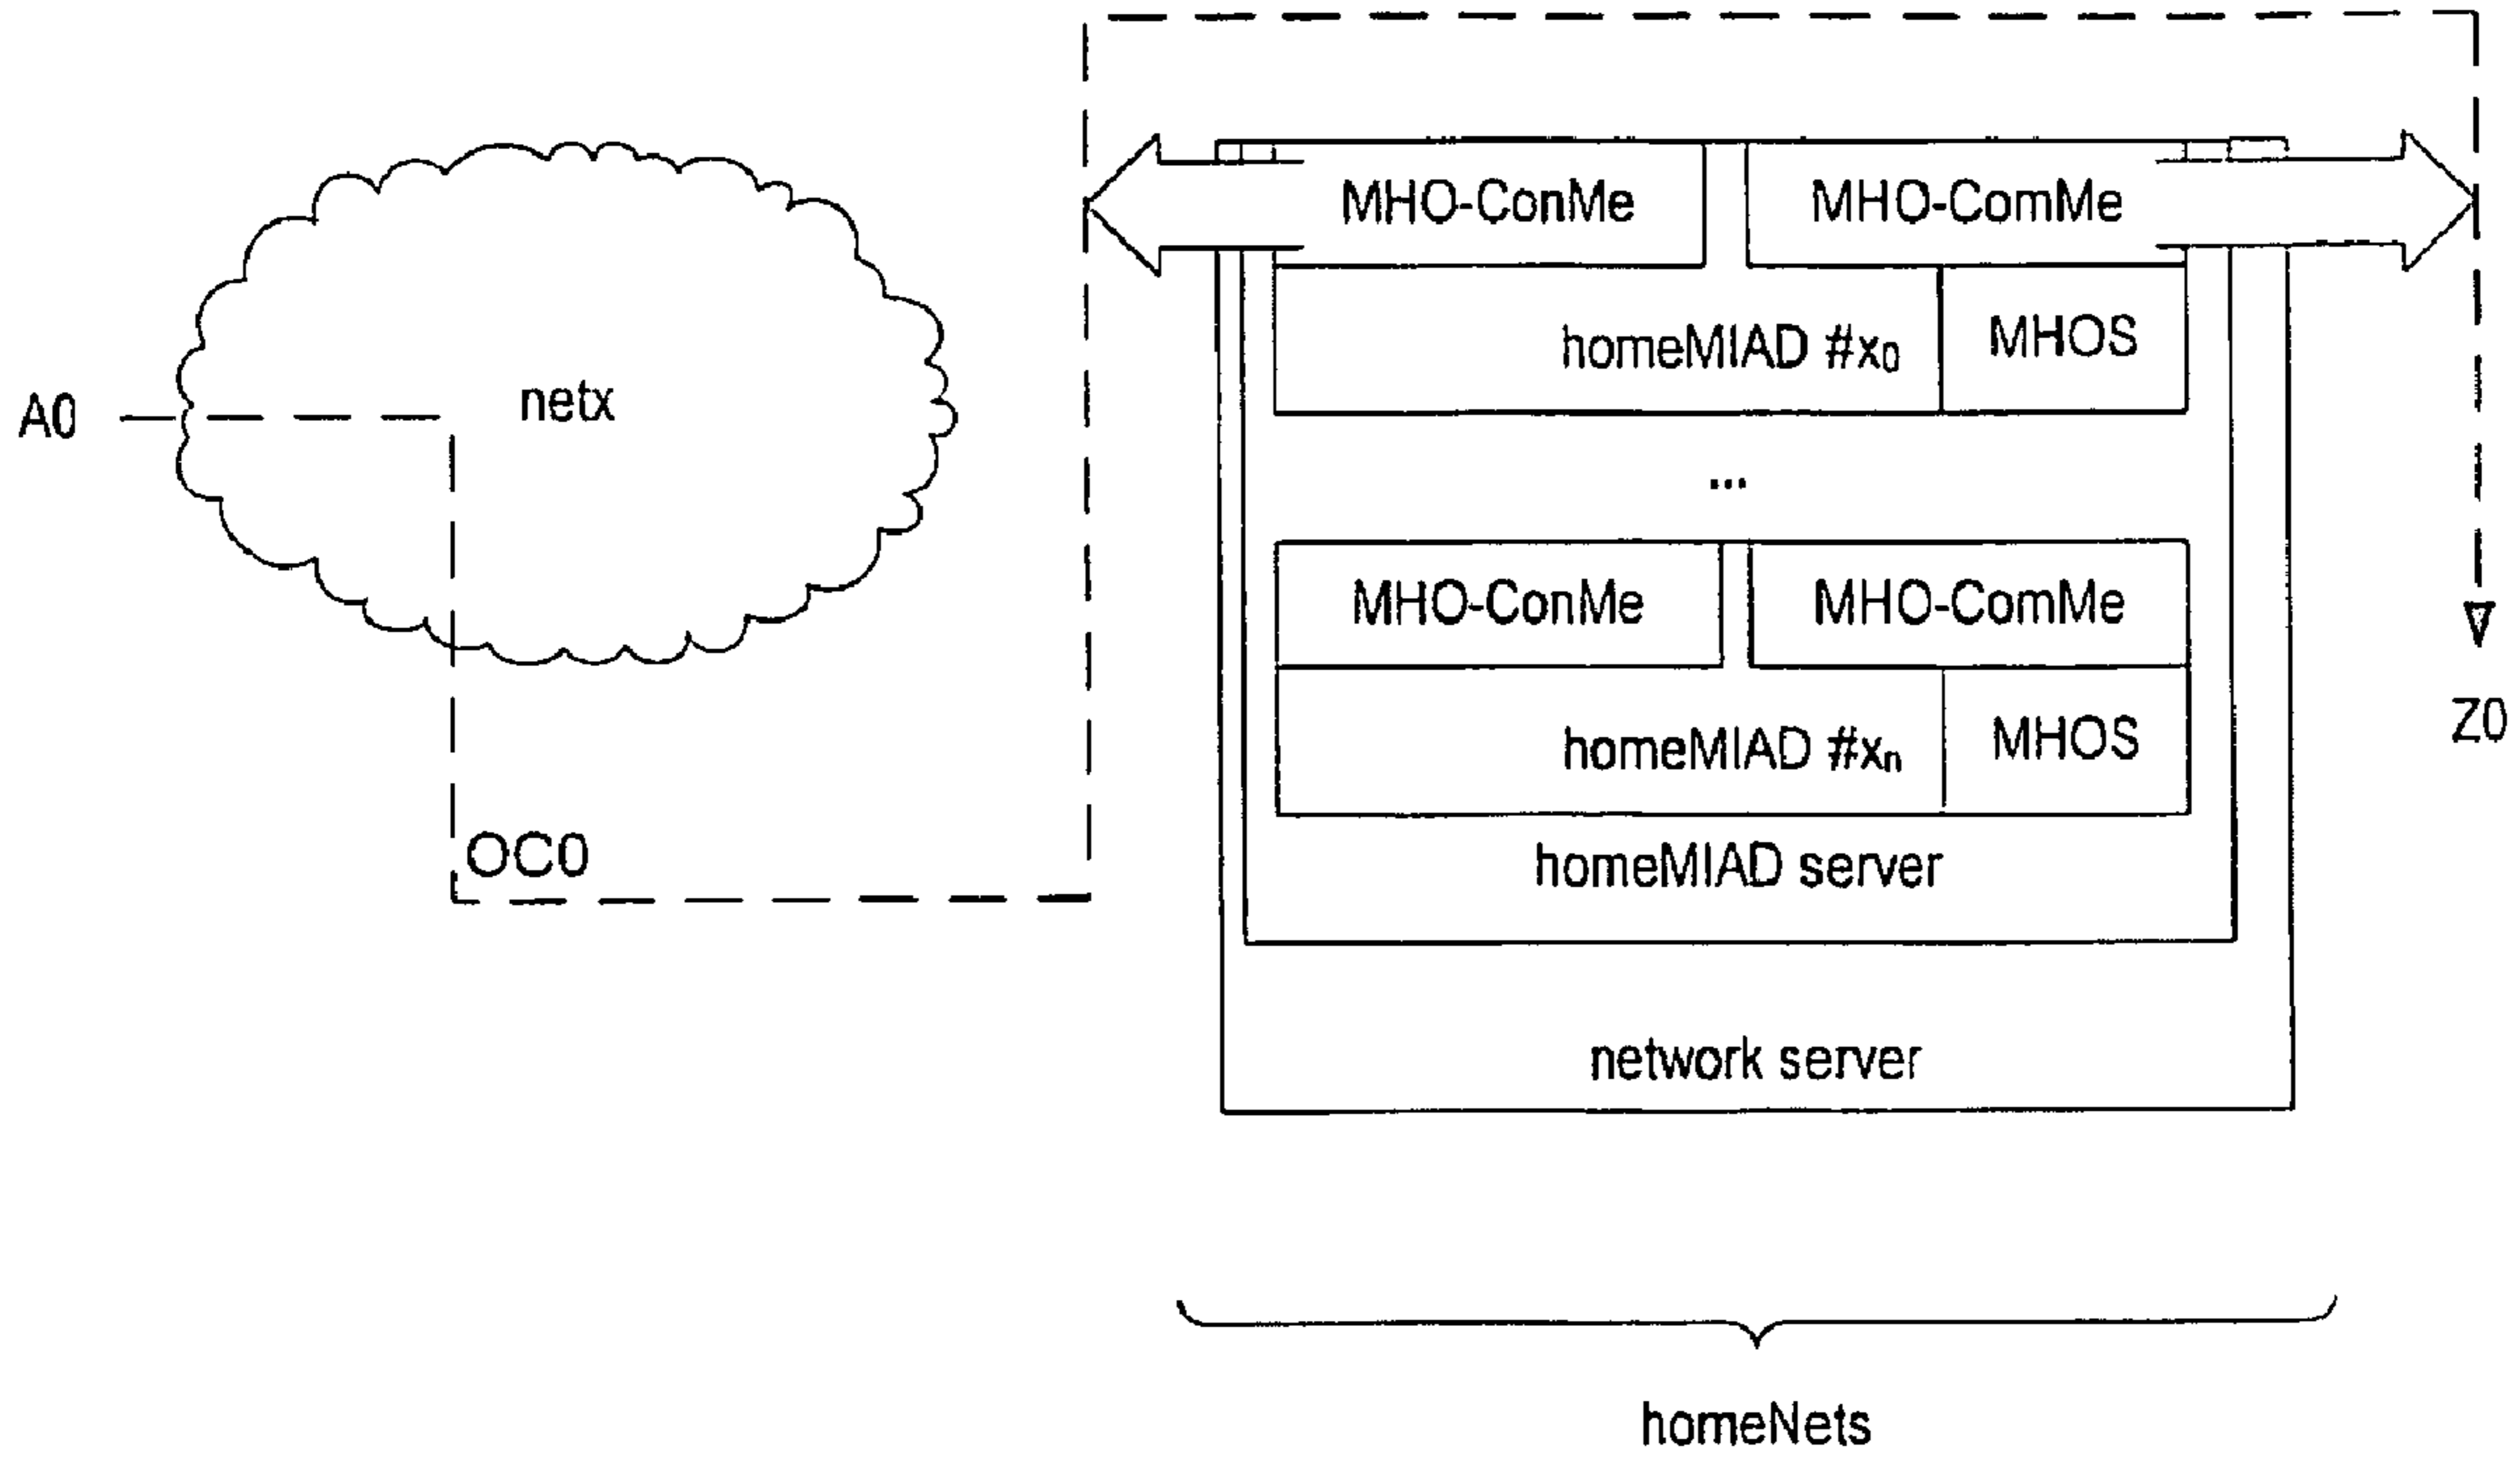 MHO-ConMe MHO-ComMe
homeMIAD #x₀ MHOS
A0 netx
...
MHO-ConMe MHO-ComMe
homeMIAD #xₙ MHOS
Z0
OC0
homeMIAD server
network server
homeNets